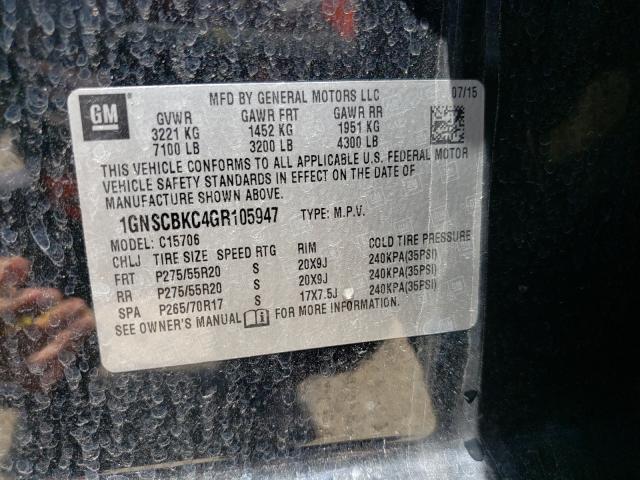 GM
MFD BY GENERAL MOTORS LLC 07/15
GVWR GAWR FRT GAWR RR
3221 KG 1452 KG 1951 KG
7100 LB 3200 LB 4300 LB
THIS VEHICLE CONFORMS TO ALL APPLICABLE U.S. FEDERAL MOTOR
VEHICLE SAFETY STANDARDS IN EFFECT ON THE DATE OF
MANUFACTURE SHOWN ABOVE.
1GNSCBKC4GR105947 TYPE: M.P.V.
MODEL: C15706
CHLJ TIRE SIZE SPEED RTG RIM COLD TIRE PRESSURE
FRT P275/55R20 S 20X9J 240KPA(35PSI)
RR P275/55R20 S 20X9J 240KPA(35PSI)
SPA P265/70R17 S 17X7.5J 240KPA(35PSI)
SEE OWNER'S MANUAL FOR MORE INFORMATION.